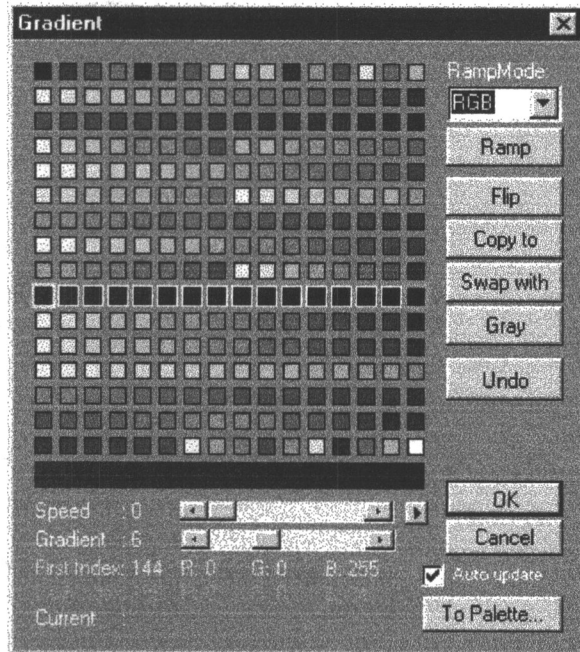 Gradient
RampMode:
RGB
Ramp
Flip
Copy to
Swap with
Gray
Undo
OK
Cancel
Auto update
To Palette...
Speed : 0
Gradient : 6
First Index: 144 R: 0 G: 0 B: 255
Current :